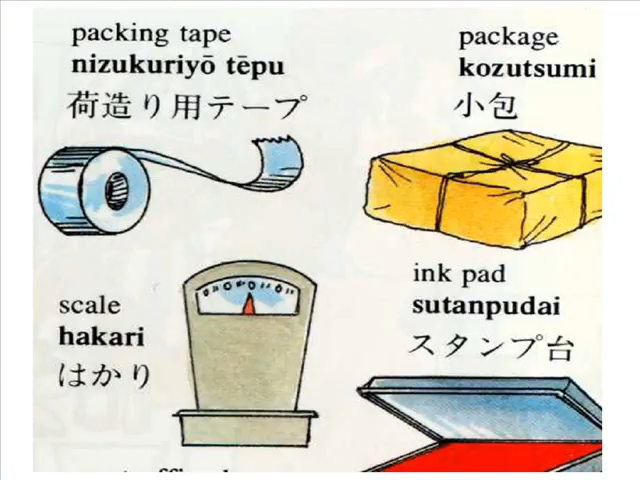 packing tape
nizukuriyō tēpu
荷造り用テープ
package
kozutsumi
小包
scale
hakari
はかり
ink pad
sutanpudai
スタンプ台